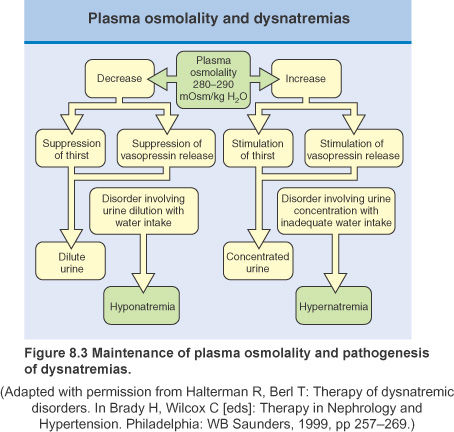 Plasma osmolality and dysnatremias
Plasma
osmolality
280–290
mOsm/kg H₂O
Decrease
Increase
Suppression
of thirst
Suppression of
vasopressin release
Stimulation
of thirst
Stimulation of
vasopressin release
Disorder involving
urine dilution with
water intake
Disorder involving urine
concentration with
inadequate water intake
Dilute
urine
Concentrated
urine
Hyponatremia
Hypernatremia
Figure 8.3 Maintenance of plasma osmolality and pathogenesis
of dysnatremias.
(Adapted with permission from Halterman R, Berl T: Therapy of dysnatremic
disorders. In Brady H, Wilcox C [eds]: Therapy in Nephrology and
Hypertension. Philadelphia: WB Saunders, 1999, pp 257–269.)